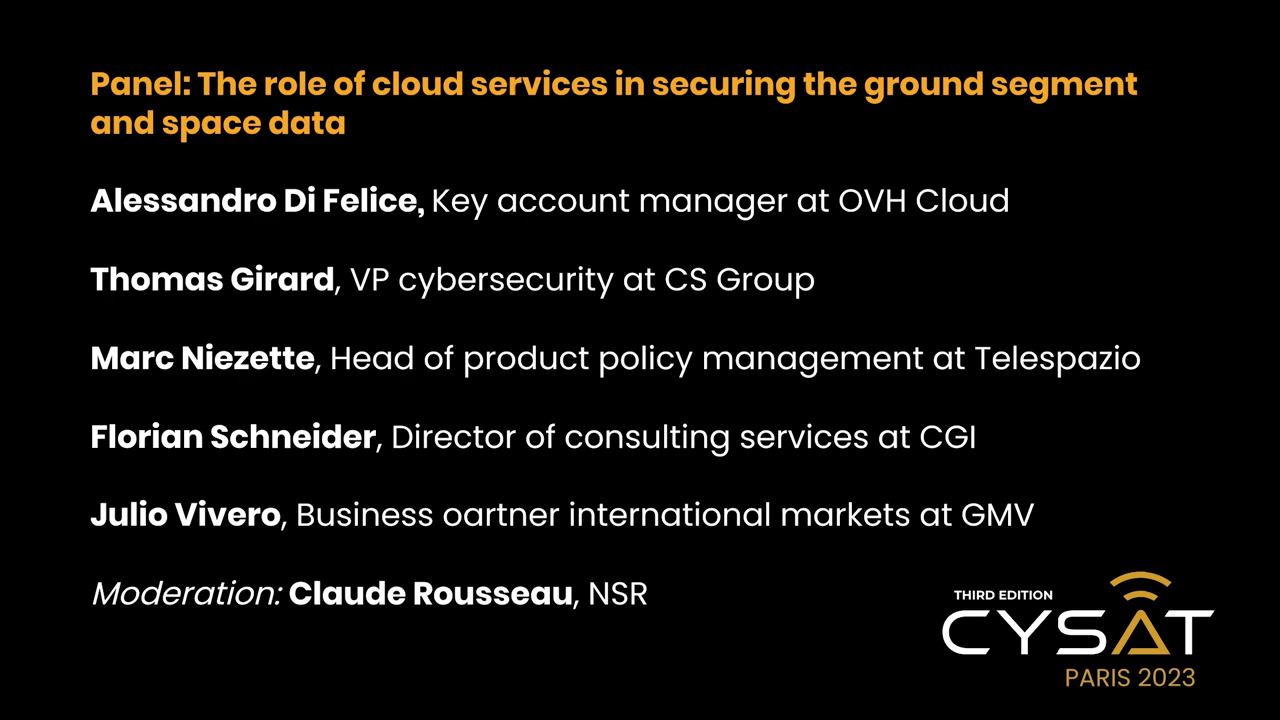 Panel: The role of cloud services in securing the ground segment
and space data
Alessandro Di Felice, Key account manager at OVH Cloud
Thomas Girard, VP cybersecurity at CS Group
Marc Niezette, Head of product policy management at Telespazio
Florian Schneider, Director of consulting services at CGI
Julio Vivero, Business oartner international markets at GMV
Moderation: Claude Rousseau, NSR
THIRD EDITION
CYSAT
PARIS 2023